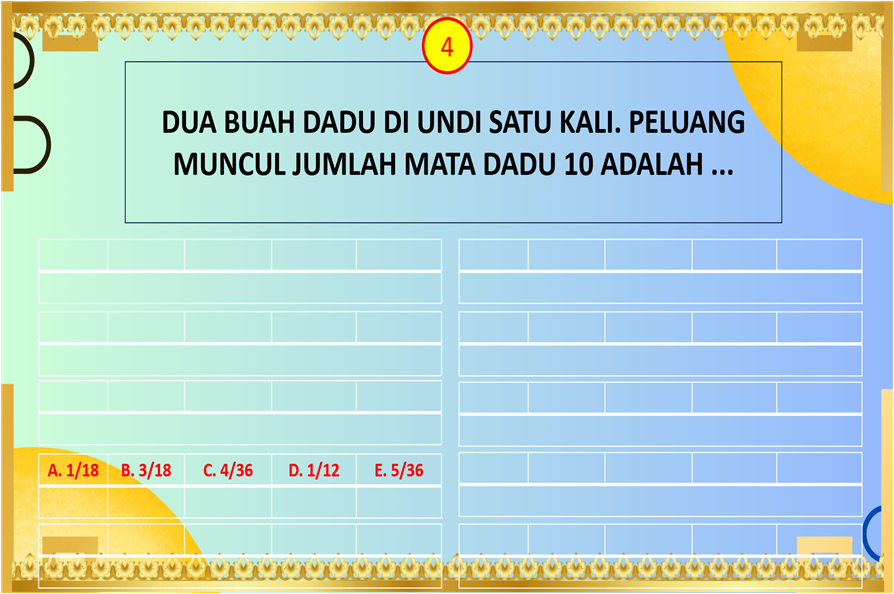 4
DUA BUAH DADU DI UNDI SATU KALI. PELUANG
MUNCUL JUMLAH MATA DADU 10 ADALAH ...
A. 1/18 B. 3/18 C. 4/36 D. 1/12 E. 5/36